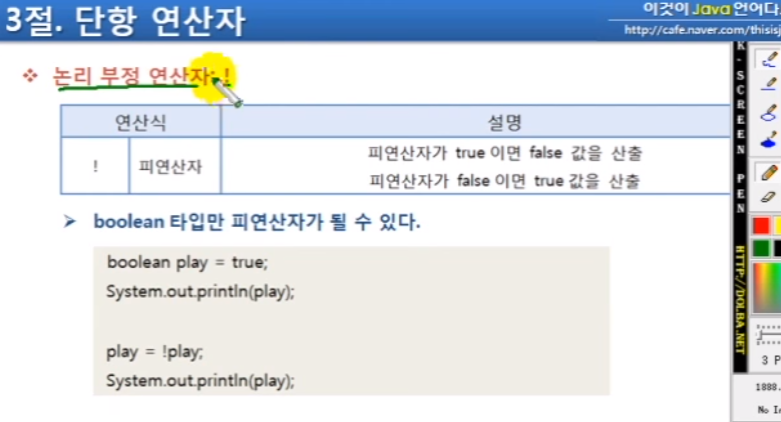 3절. 단항 연산자
이것이 Java 언어다.
http://cafe.naver.com/thisisj
❖ 논리 부정 연산자: !
연산식 설명
! 피연산자
피연산자가 true 이면 false 값을 산출
피연산자가 false 이면 true 값을 산출
➢ boolean 타입만 피연산자가 될 수 있다.
boolean play = true;
System.out.println(play);
play = !play;
System.out.println(play);
K-SCREEN PEN HTTP://DOLBA.NET
3 P
1888.
No In